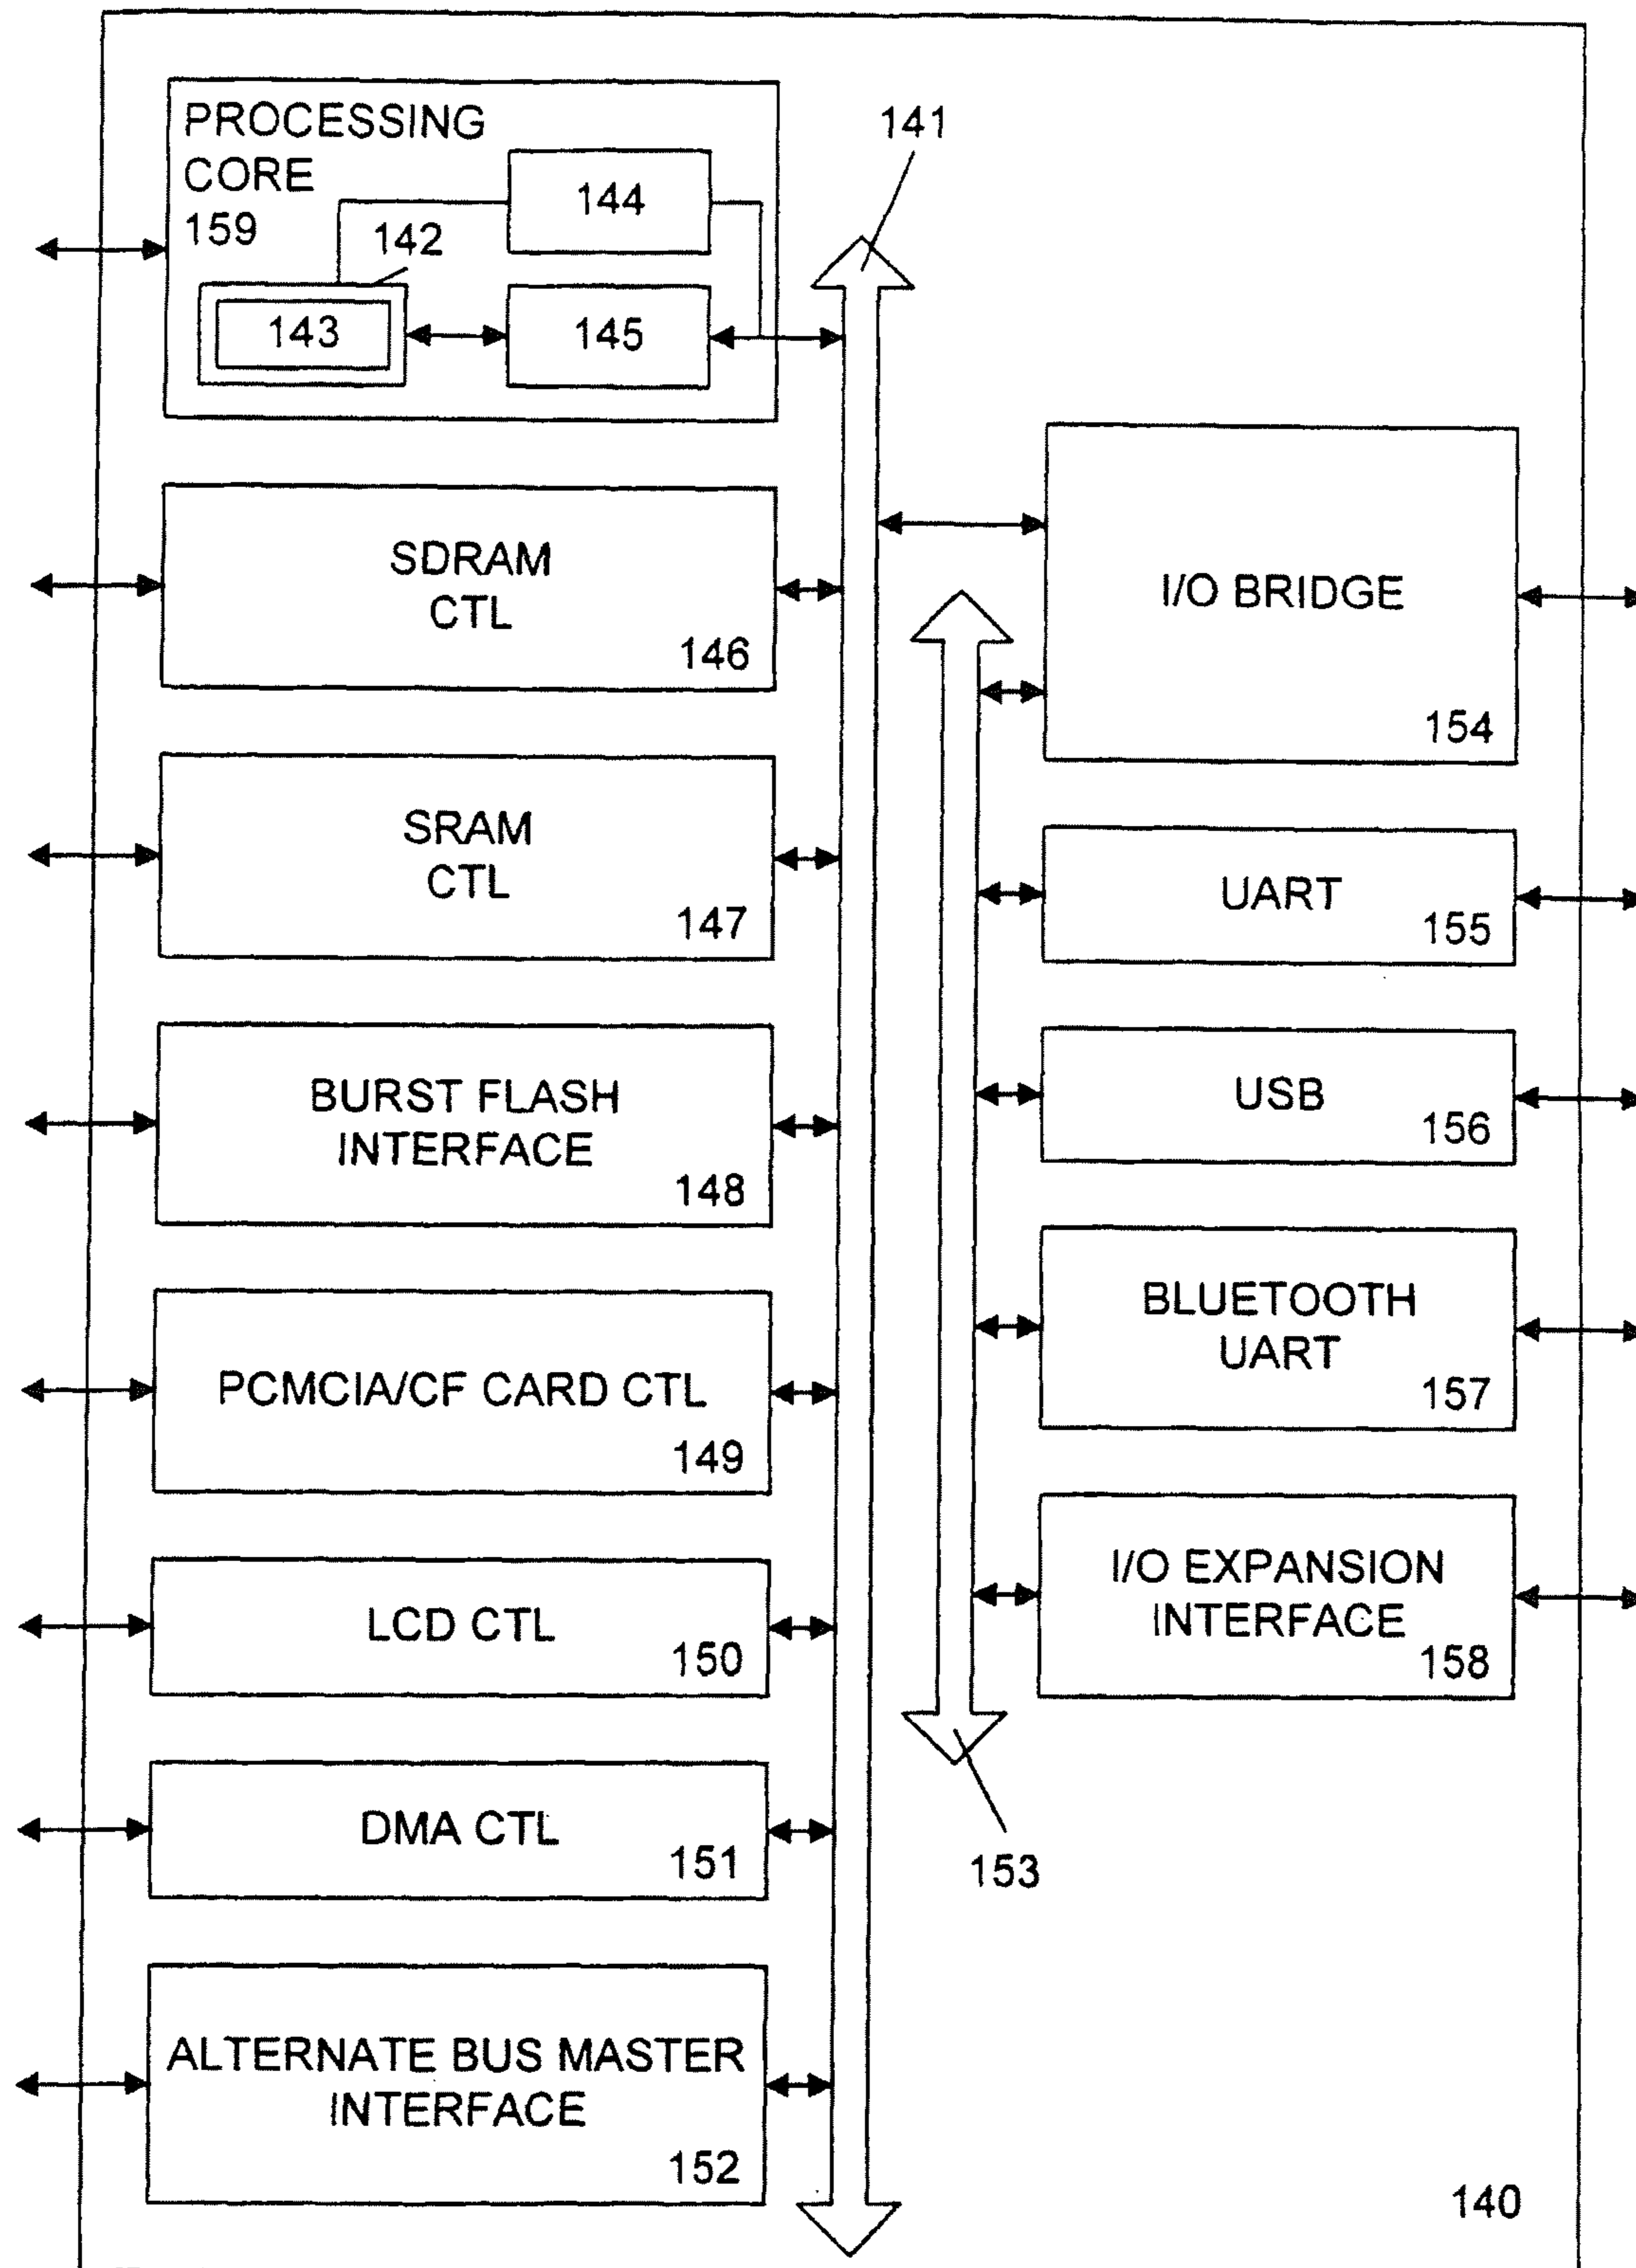 PROCESSING
CORE
159
142
144
143
145
141
SDRAM
CTL
146
SRAM
CTL
147
BURST FLASH
INTERFACE
148
PCMCIA/CF CARD CTL
149
LCD CTL
150
DMA CTL
151
ALTERNATE BUS MASTER
INTERFACE
152
I/O BRIDGE
154
UART
155
USB
156
BLUETOOTH
UART
157
I/O EXPANSION
INTERFACE
158
153
140